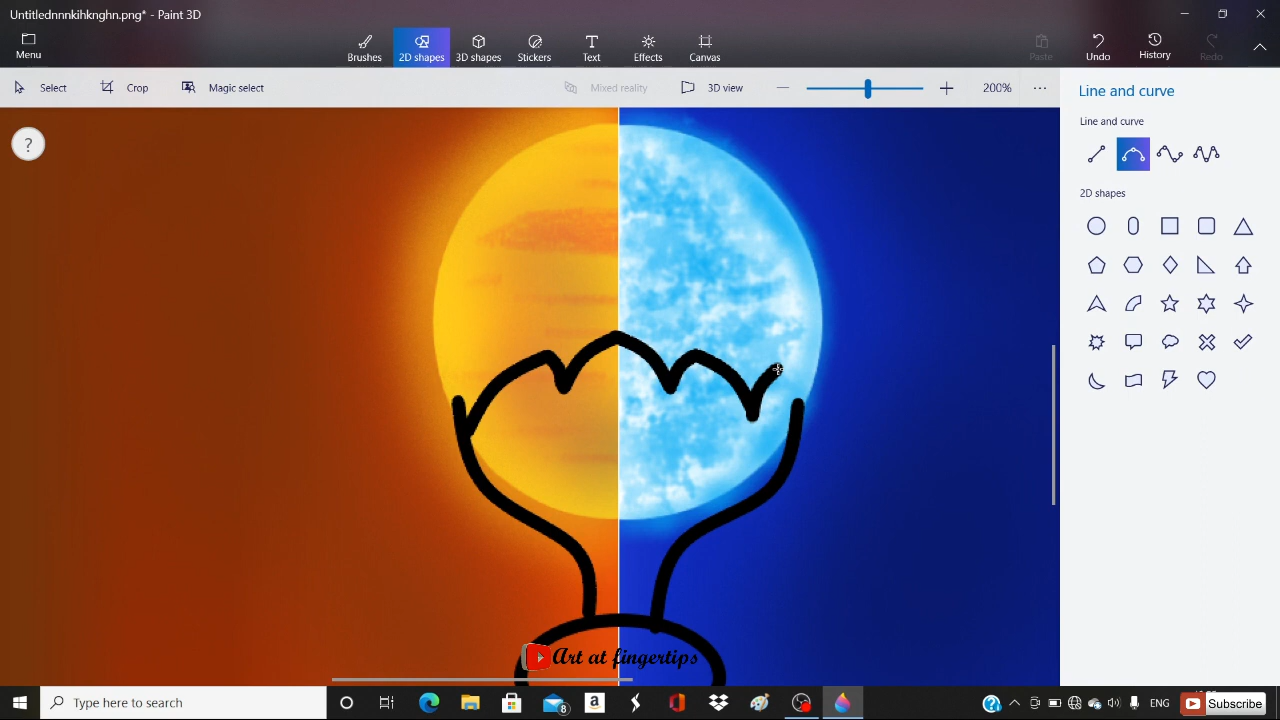 Untitlednnnkihknghn.png* - Paint 3D
Menu
Brushes
2D shapes
3D shapes
Stickers
Text
Effects
Canvas
Paste
Undo
History
Redo
Select
Crop
Magic select
Mixed reality
3D view
200%
Line and curve
Line and curve
2D shapes
?
Art at fingertips
Type here to search
8
a
ENG
Subscribe